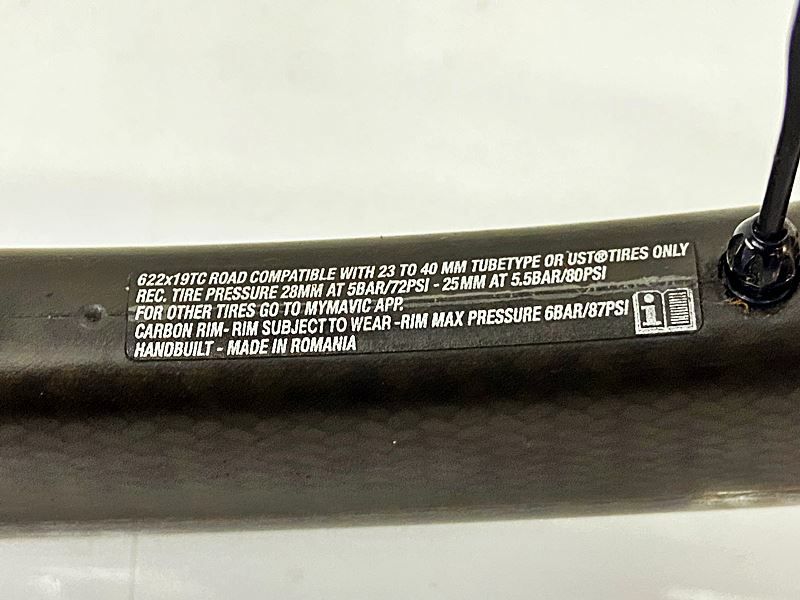 622x19TC ROAD COMPATIBLE WITH 23 TO 40 MM TUBETYPE OR UST®TIRES ONLY
REC. TIRE PRESSURE 28MM AT 5BAR/72PSI - 25MM AT 5.5BAR/80PSI
FOR OTHER TIRES GO TO MYMAVIC APP.
CARBON RIM- RIM SUBJECT TO WEAR -RIM MAX PRESSURE 6BAR/87PSI
HANDBUILT - MADE IN ROMANIA